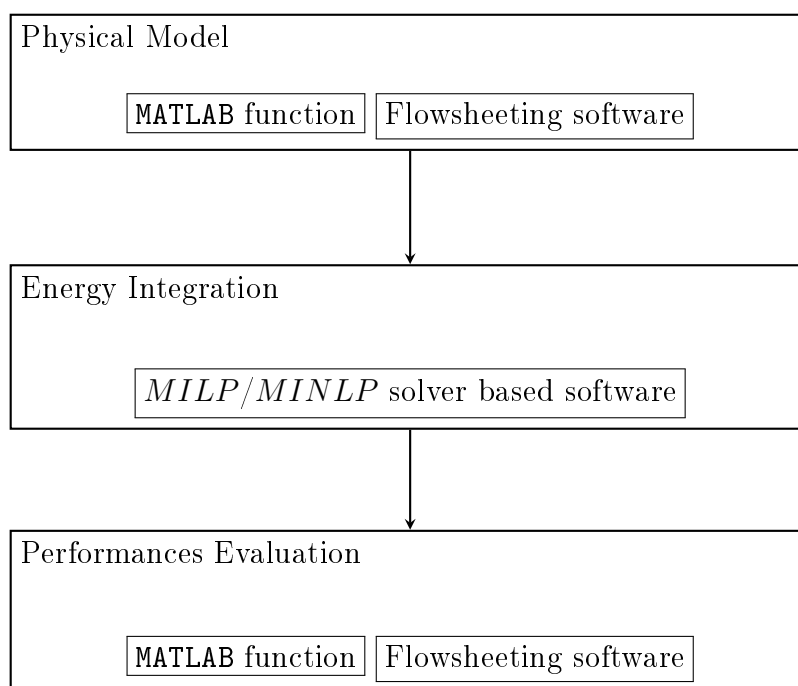 Physical Model
MATLAB function Flowsheeting software
Energy Integration
MILP/MINLP solver based software
Performances Evaluation
MATLAB function Flowsheeting software